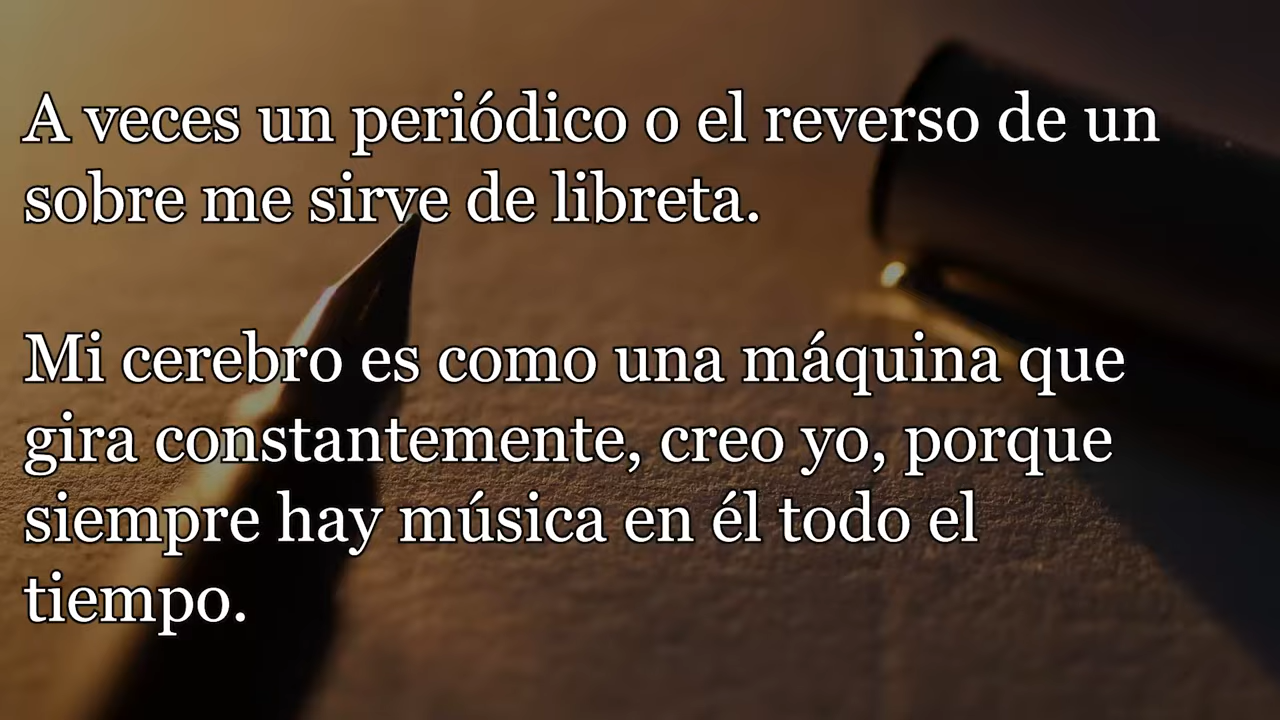 A veces un periódico o el reverso de un
sobre me sirve de libreta.
Mi cerebro es como una máquina que
gira constantemente, creo yo, porque
siempre hay música en él todo el
tiempo.